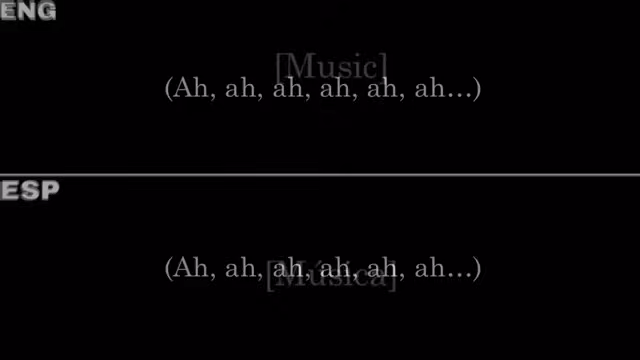 ENG
[Music]
(Ah, ah, ah, ah, ah, ah...)
ESP
(Ah, ah, ah, ah, ah, ah...)
[Música]